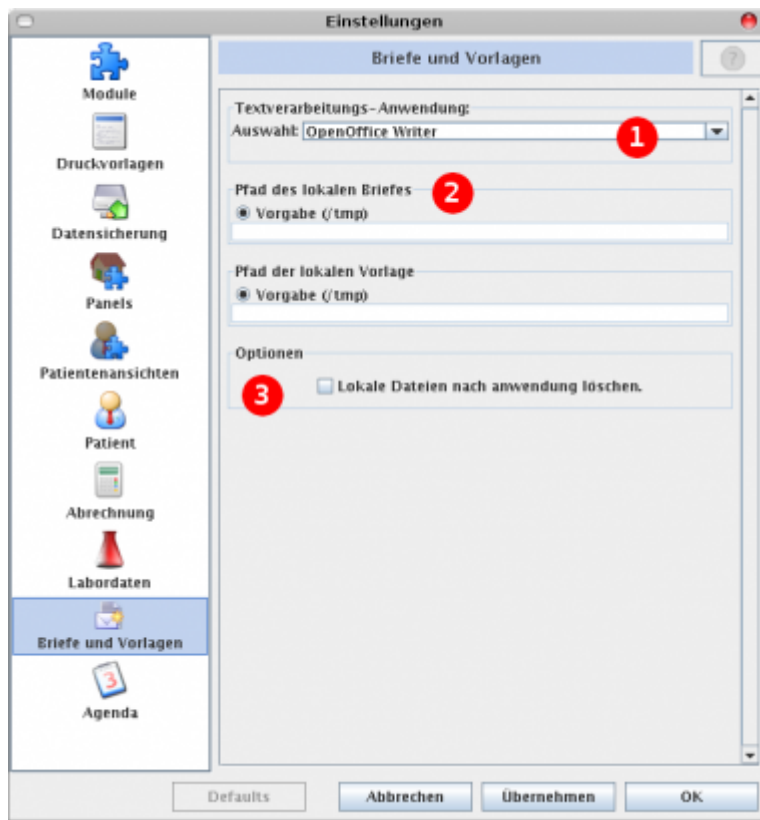 Einstellungen
Module
Druckvorlagen
Datensicherung
Panels
Patientenansichten
Patient
Abrechnung
Labordaten
Briefe und Vorlagen
3
Agenda
Briefe und Vorlagen
?
Textverarbeitungs-Anwendung:
Auswahl: OpenOffice Writer
1
Pfad des lokalen Briefes
2
Vorgabe (/tmp)
Pfad der lokalen Vorlage
Vorgabe (/tmp)
Optionen
3
Lokale Dateien nach anwendung löschen.
Defaults
Abbrechen
Übernehmen
OK